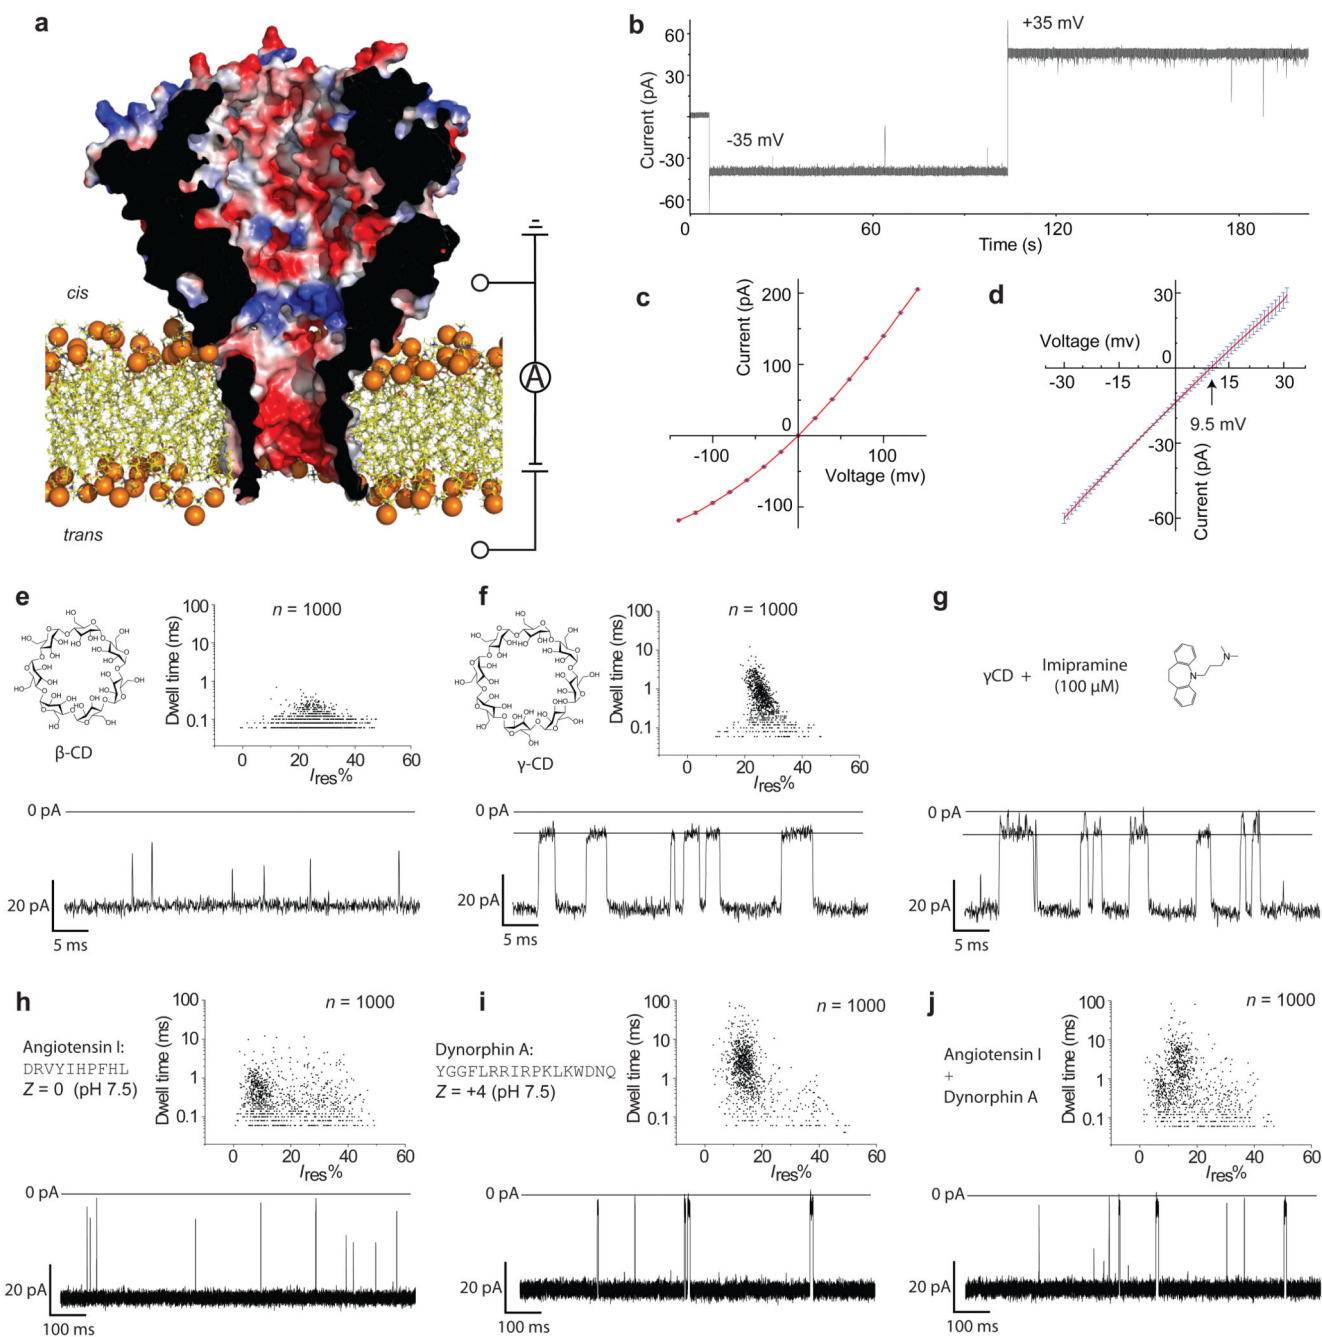 a
cis
trans
A
b
Current (pA)
60
30
-30
-60
-35 mV
+35 mV
0
60
120
180
Time (s)
c
Current (pA)
200
100
0
-100
-100
100
Voltage (mv)
d
30
Voltage (mv)
0
-30
-15
15
30
9.5 mV
-30
-60
Current (pA)
e
β-CD
n = 1000
Dwell time (ms)
100
10
1
0.1
0
20
40
60
Ires%
0 pA
20 pA
5 ms
f
γ-CD
n = 1000
Dwell time (ms)
100
10
1
0.1
0
20
40
60
Ires%
0 pA
20 pA
5 ms
g
γCD + Imipramine
(100 μM)
0 pA
20 pA
5 ms
h
Angiotensin I:
DRVYIHPFHL
Z = 0 (pH 7.5)
n = 1000
Dwell time (ms)
100
10
1
0.1
0
20
40
60
Ires%
0 pA
20 pA
100 ms
i
Dynorphin A:
YGGFLRRIRPKLKWDNQ
Z = +4 (pH 7.5)
n = 1000
Dwell time (ms)
100
10
1
0.1
0
20
40
60
Ires%
0 pA
20 pA
100 ms
j
Angiotensin I
+
Dynorphin A
n = 1000
Dwell time (ms)
100
10
1
0.1
0
20
40
60
Ires%
0 pA
20 pA
100 ms